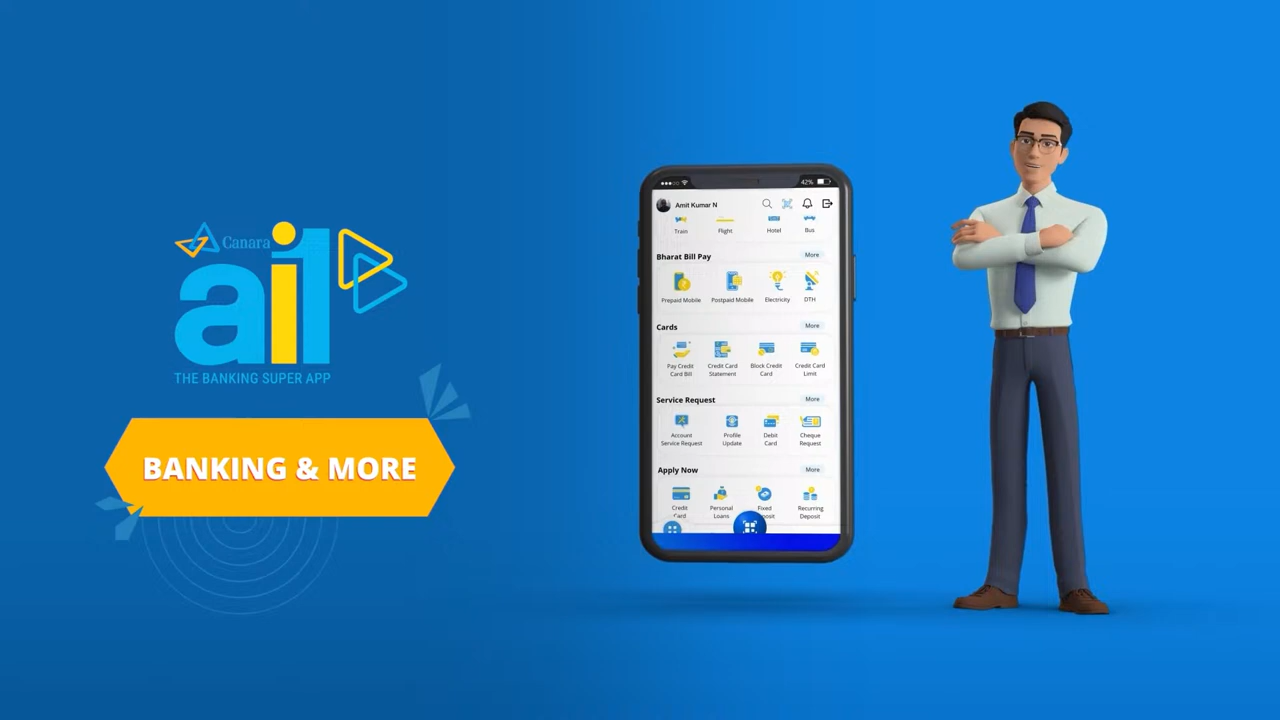 Canara
ai1
THE BANKING SUPER APP
BANKING & MORE
42%
Amit Kumar N
Train Flight Hotel Bus
Bharat Bill Pay More
Prepaid Mobile Postpaid Mobile Electricity DTH
Cards More
Pay Credit Credit Card Block Credit Credit Card
Card Bill Statement Card Limit
Service Request More
Account Profile Debit Cheque
Service Request Update Card Request
Apply Now More
Credit Personal Fixed Recurring
Card Loans Deposit